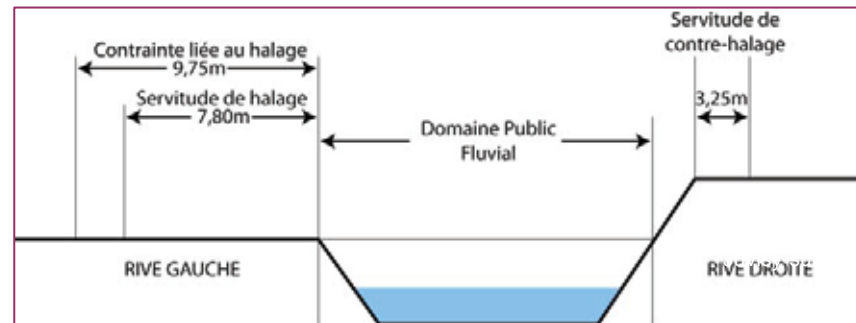 Servitude de
contre-halage
Contrainte liée au halage
9,75m
Servitude de halage
7,80m
3,25m
Domaine Public
Fluvial
RIVE GAUCHE
RIVE DROITE